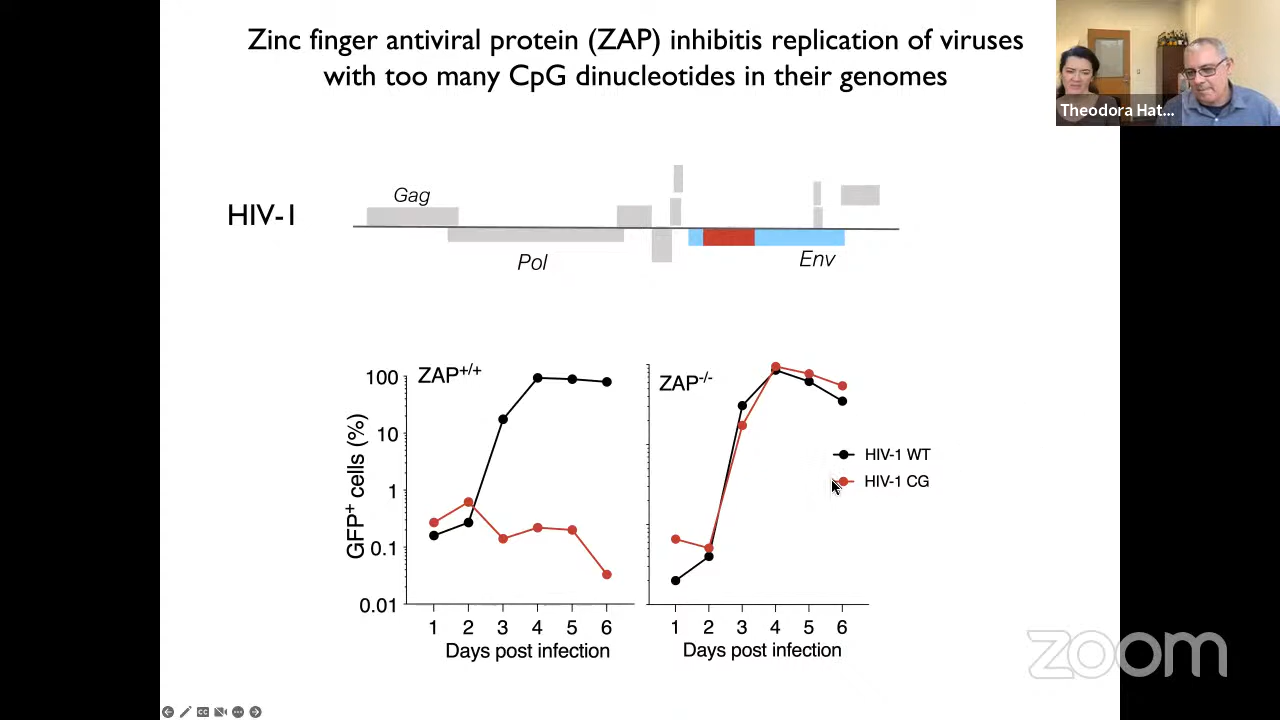 Zinc finger antiviral protein (ZAP) inhibitis replication of viruses
with too many CpG dinucleotides in their genomes
Theodora Hat...
HIV-1
Gag
Pol
Env
ZAP+/+
100
10
1
0.1
0.01
GFP+ cells (%)
1 2 3 4 5 6
Days post infection
ZAP-/-
1 2 3 4 5 6
Days post infection
HIV-1 WT
HIV-1 CG
zoom
CC